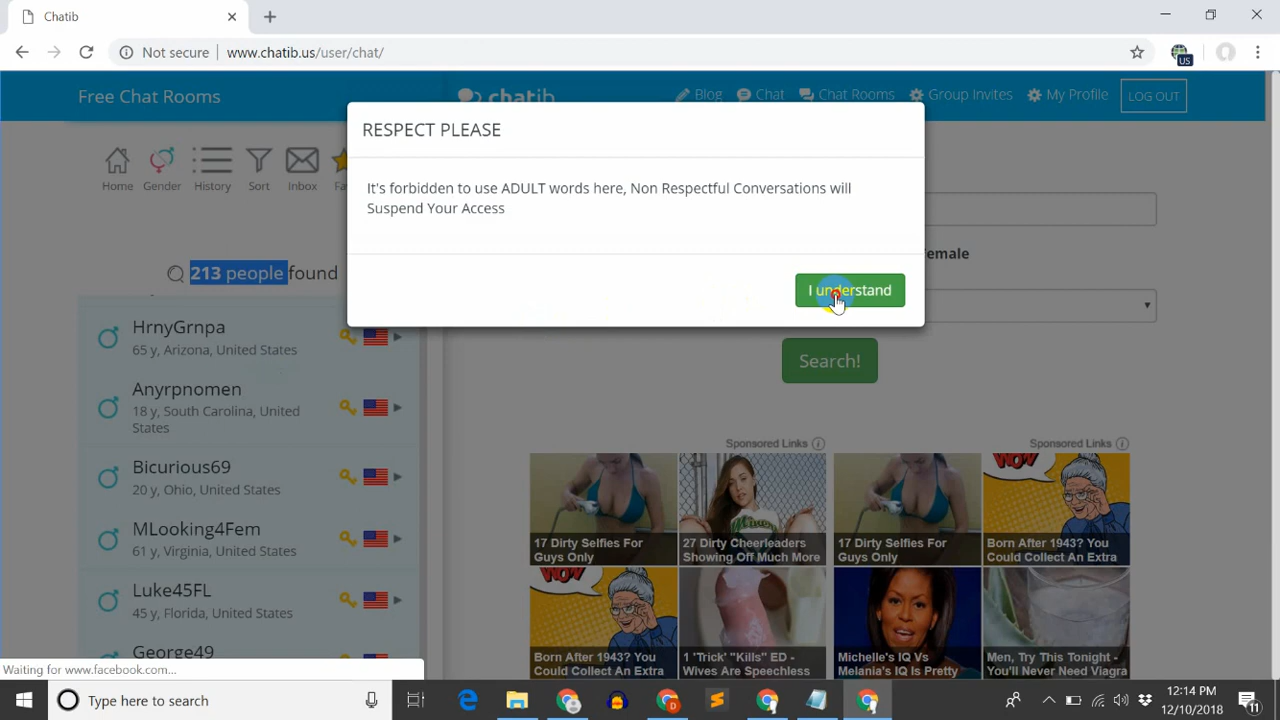 Chatib
Not secure
www.chatib.us/user/chat/
US
Free Chat Rooms
chatib
Blog
Chat
Chat Rooms
Group Invites
My Profile
LOG OUT
RESPECT PLEASE
It's forbidden to use ADULT words here, Non Respectful Conversations will
Suspend Your Access
I understand
Home
Gender
History
Sort
Inbox
213 people found
HrnyGrnpa
65 y, Arizona, United States
Anyrpnomen
18 y, South Carolina, United
States
Bicurious69
20 y, Ohio, United States
MLooking4Fem
61 y, Virginia, United States
Luke45FL
45 y, Florida, United States
George49
Search!
Sponsored Links
Sponsored Links
17 Dirty Selfies For
Guys Only
27 Dirty Cheerleaders
Showing Off Much More
17 Dirty Selfies For
Guys Only
WOW
Born After 1943? You
Could Collect An Extra
WOW
Born After 1943? You
Could Collect An Extra
1 'Trick' "Kills" ED -
Wives Are Speechless
Michelle's IQ Vs
Melania's IQ Is Pretty
Men, Try This Tonight -
You'll Never Need Viagra
Waiting for www.facebook.com...
Type here to search
12:14 PM
12/10/2018
11